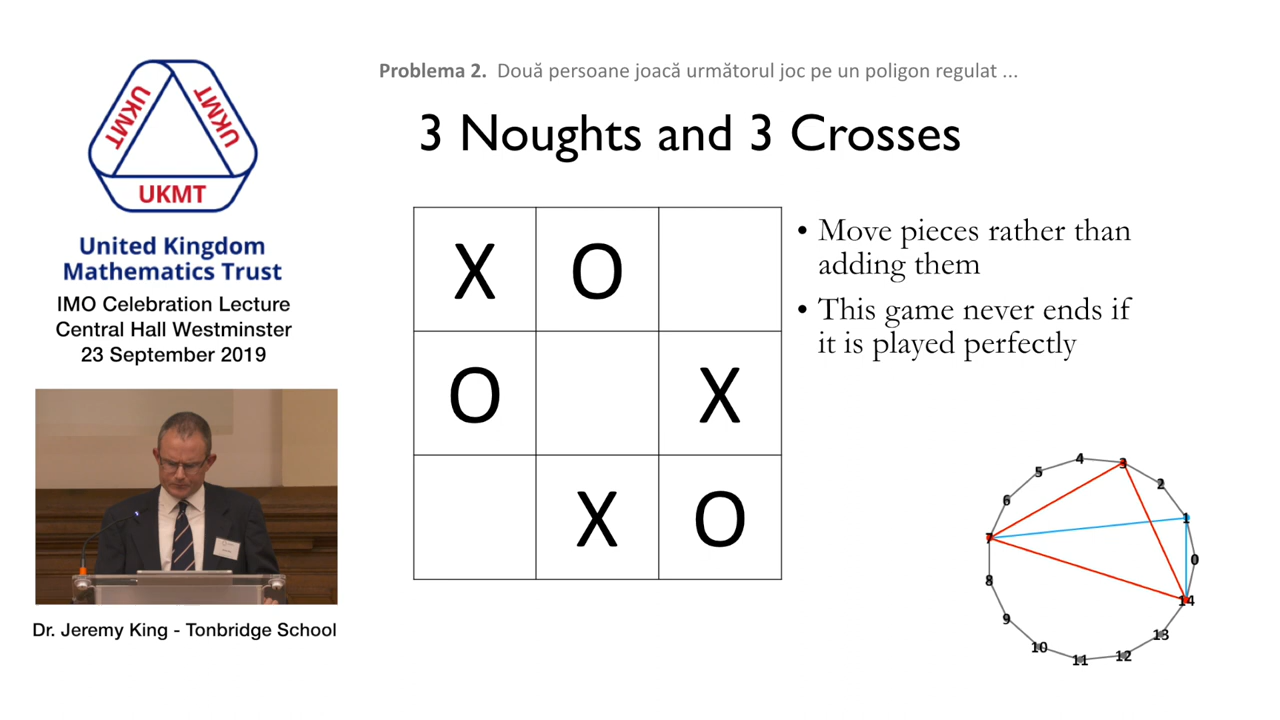 Problema 2. Două persoane joacă următorul joc pe un poligon regulat ...
3 Noughts and 3 Crosses
UKMT
UKMT
UKMT
United Kingdom
Mathematics Trust
IMO Celebration Lecture
Central Hall Westminster
23 September 2019
Dr. Jeremy King - Tonbridge School
X O
O X
X O
• Move pieces rather than
adding them
• This game never ends if
it is played perfectly
4 3
5 2
6 1
7 0
8 14
9 13
10 11 12